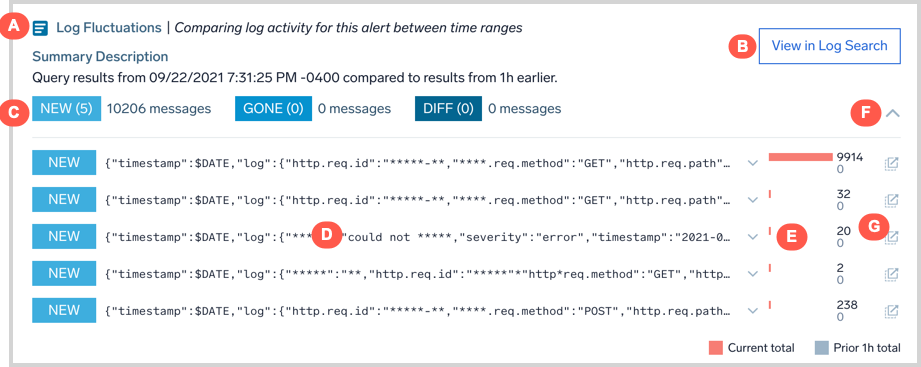 A Log Fluctuations | Comparing log activity for this alert between time ranges
B View in Log Search
Summary Description
Query results from 09/22/2021 7:31:25 PM -0400 compared to results from 1h earlier.
C NEW (5) 10206 messages GONE (0) 0 messages DIFF (0) 0 messages F
NEW {"timestamp":$DATE,"log":{"http.req.id":"*****-**,"****.req.method":"GET","http.req.path"… 9914
0
NEW {"timestamp":$DATE,"log":{"http.req.id":"*****-**,"****.req.method":"GET","http.req.path"… 32
0
NEW {"timestamp":$DATE,"log":{"*** D "could not *****,"severity":"error","timestamp":"2021-0… E 20 G
0
NEW {"timestamp":$DATE,"log":{"*****":"**,"http.req.id":"*****"*"http*req.method":"GET","http… 2
0
NEW {"timestamp":$DATE,"log":{"http.req.id":"*****-**,"****.req.method":"POST","http.req.path… 238
0
Current total Prior 1h total